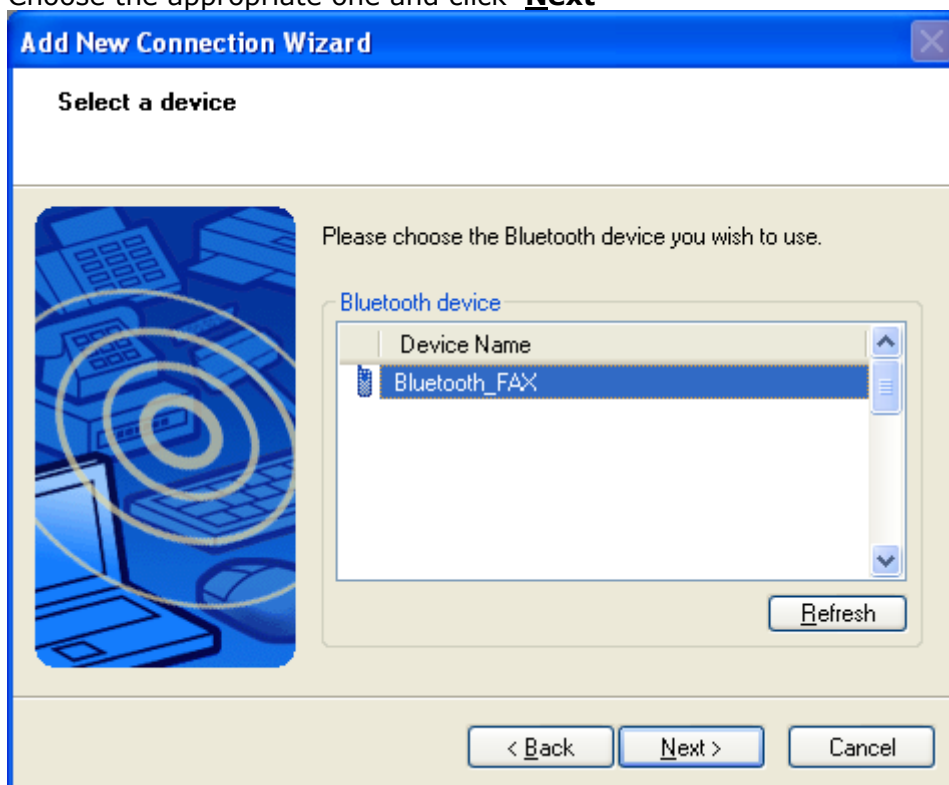 Choose the appropriate one and click "Next"
Add New Connection Wizard
Select a device
Please choose the Bluetooth device you wish to use.
Bluetooth device
Device Name
Bluetooth_FAX
Refresh
< Back Next > Cancel